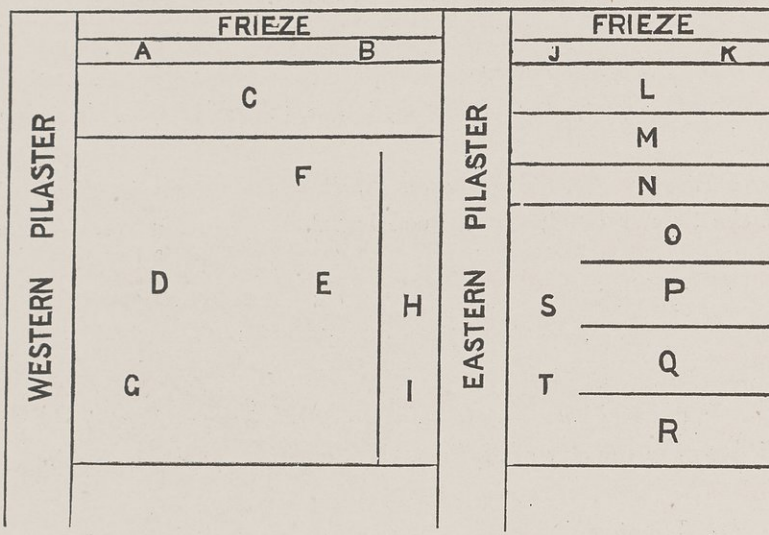 WESTERN PILASTER
FRIEZE
A B
C
F
D E
H
G I
EASTERN PILASTER
FRIEZE
J K
L
M
N
O
P
S
Q
T
R